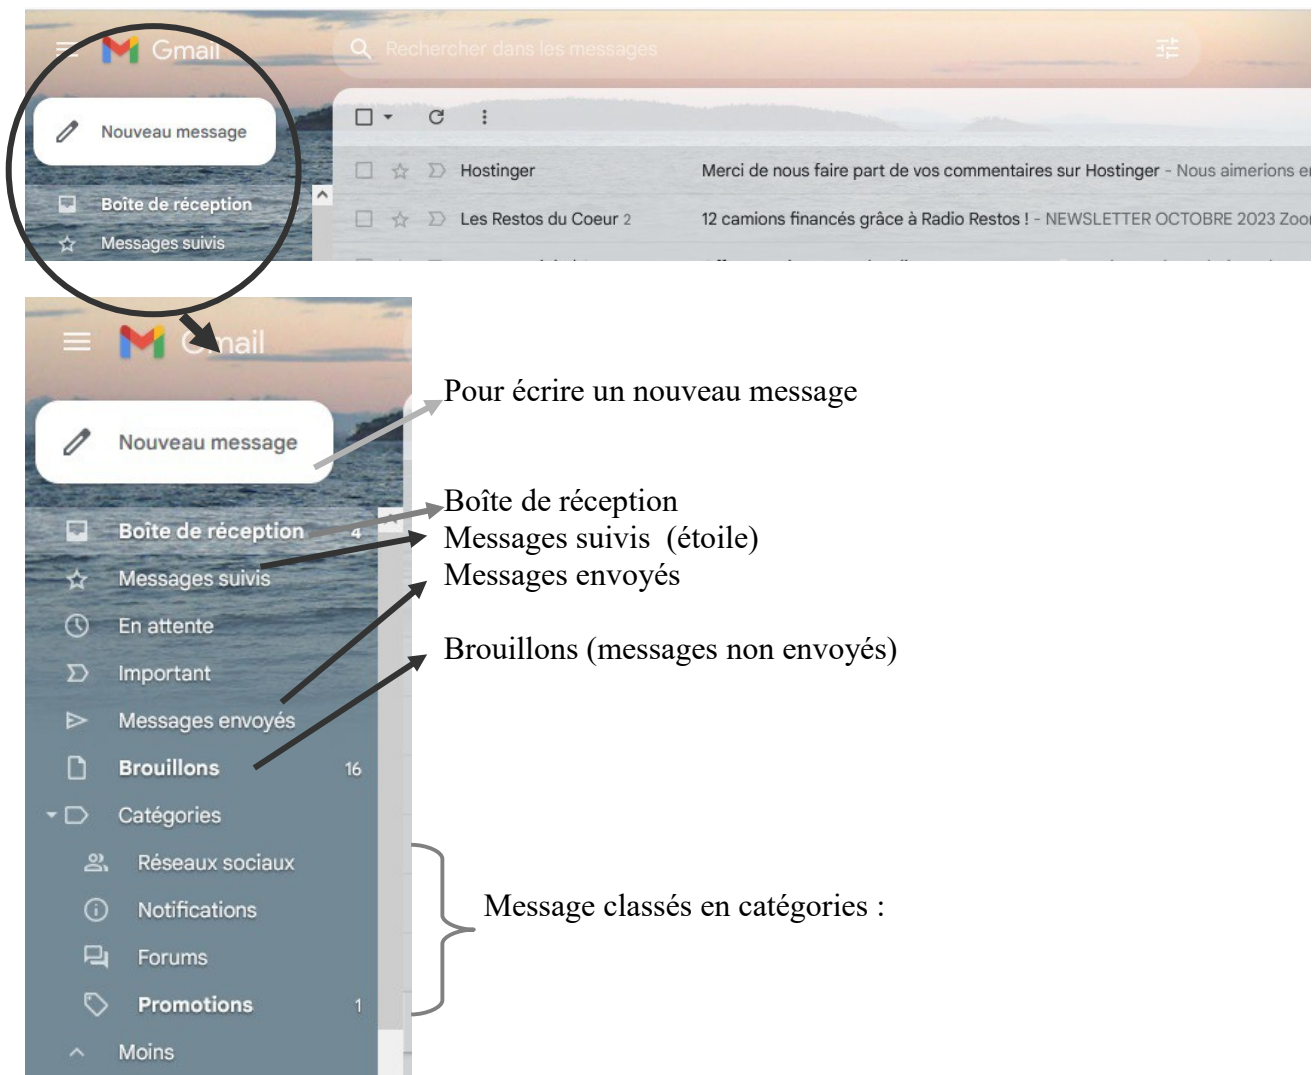 Gmail
Rechercher dans les messages
Nouveau message
Hostinger Merci de nous faire part de vos commentaires sur Hostinger - Nous aimerions
Boîte de réception
Les Restos du Coeur 2 12 camions financés grâce à Radio Restos ! - NEWSLETTER OCTOBRE 2023
Messages suivis
Gmail
Pour écrire un nouveau message
Nouveau message
Boîte de réception
Boîte de réception 4
Messages suivis (étoile)
Messages suivis
Messages envoyés
En attente
Brouillons (messages non envoyés)
Important
Messages envoyés
Brouillons 16
Catégories
Réseaux sociaux
Notifications
Message classés en catégories :
Forums
Promotions 1
Moins